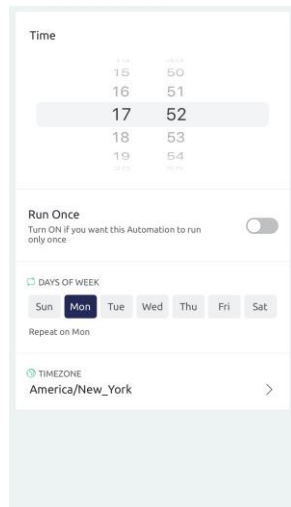 Time
15 50
16 51
17 52
18 53
19 54
Run Once
Turn ON if you want this Automation to run
only once
DAYS OF WEEK
Sun Mon Tue Wed Thu Fri Sat
Repeat on Mon
TIMEZONE
America/New_York